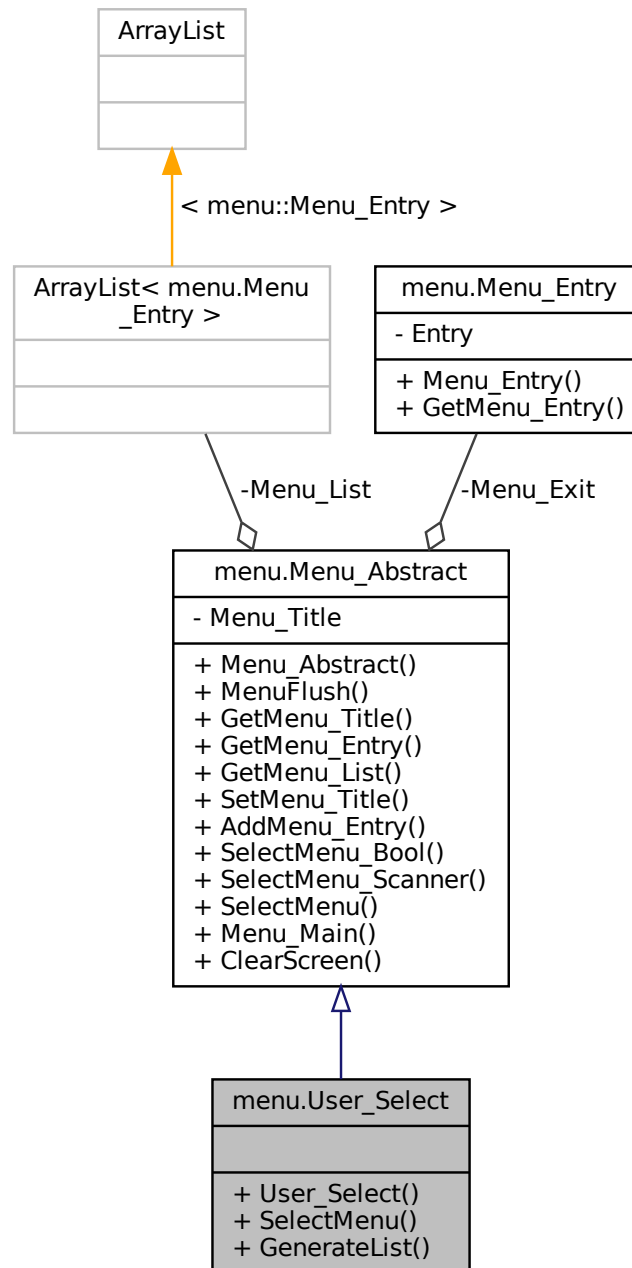 ArrayList
< menu::Menu_Entry >
ArrayList< menu.Menu
_Entry >
menu.Menu_Entry
- Entry
+ Menu_Entry()
+ GetMenu_Entry()
-Menu_List
-Menu_Exit
menu.Menu_Abstract
- Menu_Title
+ Menu_Abstract()
+ MenuFlush()
+ GetMenu_Title()
+ GetMenu_Entry()
+ GetMenu_List()
+ SetMenu_Title()
+ AddMenu_Entry()
+ SelectMenu_Bool()
+ SelectMenu_Scanner()
+ SelectMenu()
+ Menu_Main()
+ ClearScreen()
menu.User_Select
+ User_Select()
+ SelectMenu()
+ GenerateList()